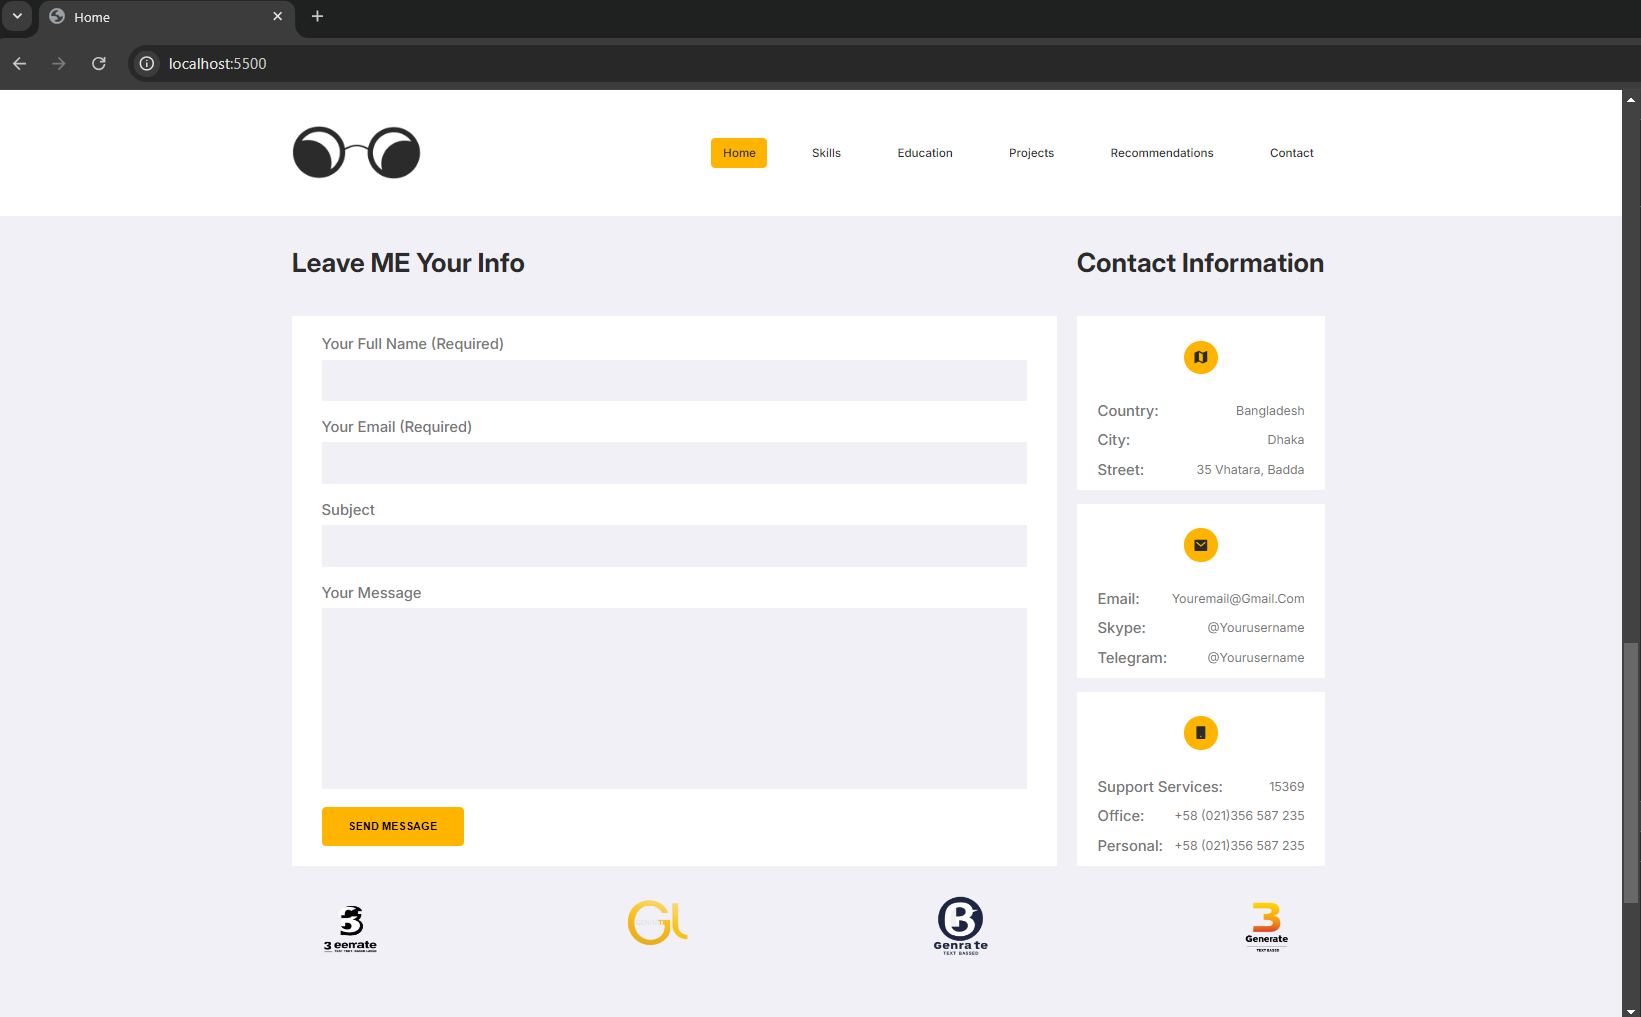 Home
localhost:5500
Home Skills Education Projects Recommendations Contact
Leave ME Your Info
Your Full Name (Required)
Your Email (Required)
Subject
Your Message
SEND MESSAGE
Contact Information
Country: Bangladesh
City: Dhaka
Street: 35 Vhatara, Badda
Email: Youremail@Gmail.Com
Skype: @Yourusername
Telegram: @Yourusername
Support Services: 15369
Office: +58 (021)356 587 235
Personal: +58 (021)356 587 235
3
3 eemate
GL
B
Genra te
TEXT BASSED
3
Generate
TEXT BASED